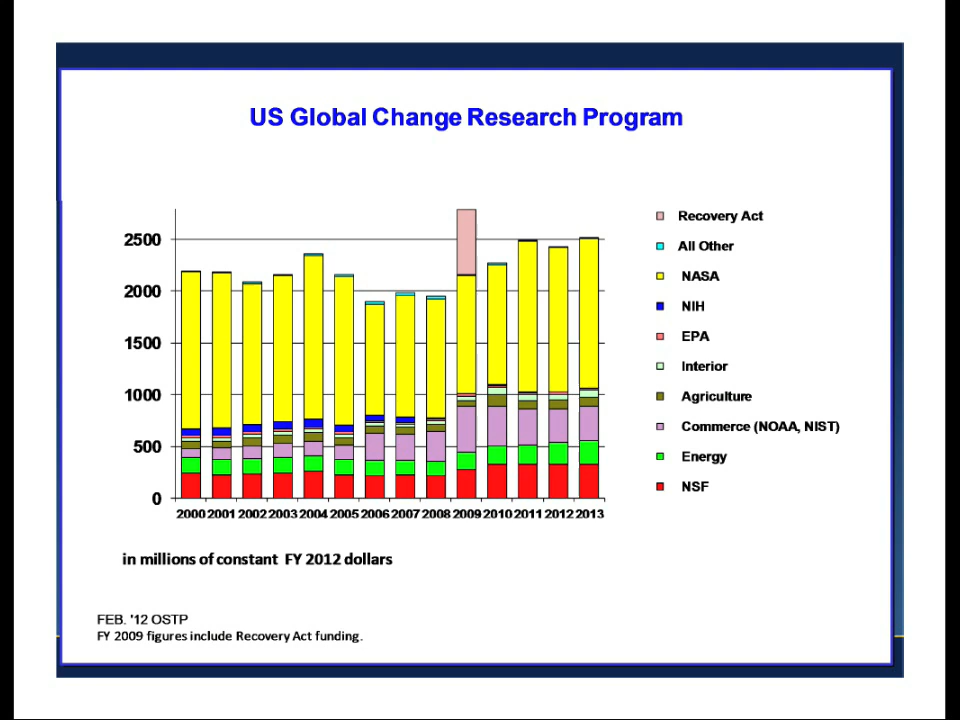 US Global Change Research Program
2500
2000
1500
1000
500
0
2000 2001 2002 2003 2004 2005 2006 2007 2008 2009 2010 2011 2012 2013
Recovery Act
All Other
NASA
NIH
EPA
Interior
Agriculture
Commerce (NOAA, NIST)
Energy
NSF
in millions of constant FY 2012 dollars
FEB. '12 OSTP
FY 2009 figures include Recovery Act funding.